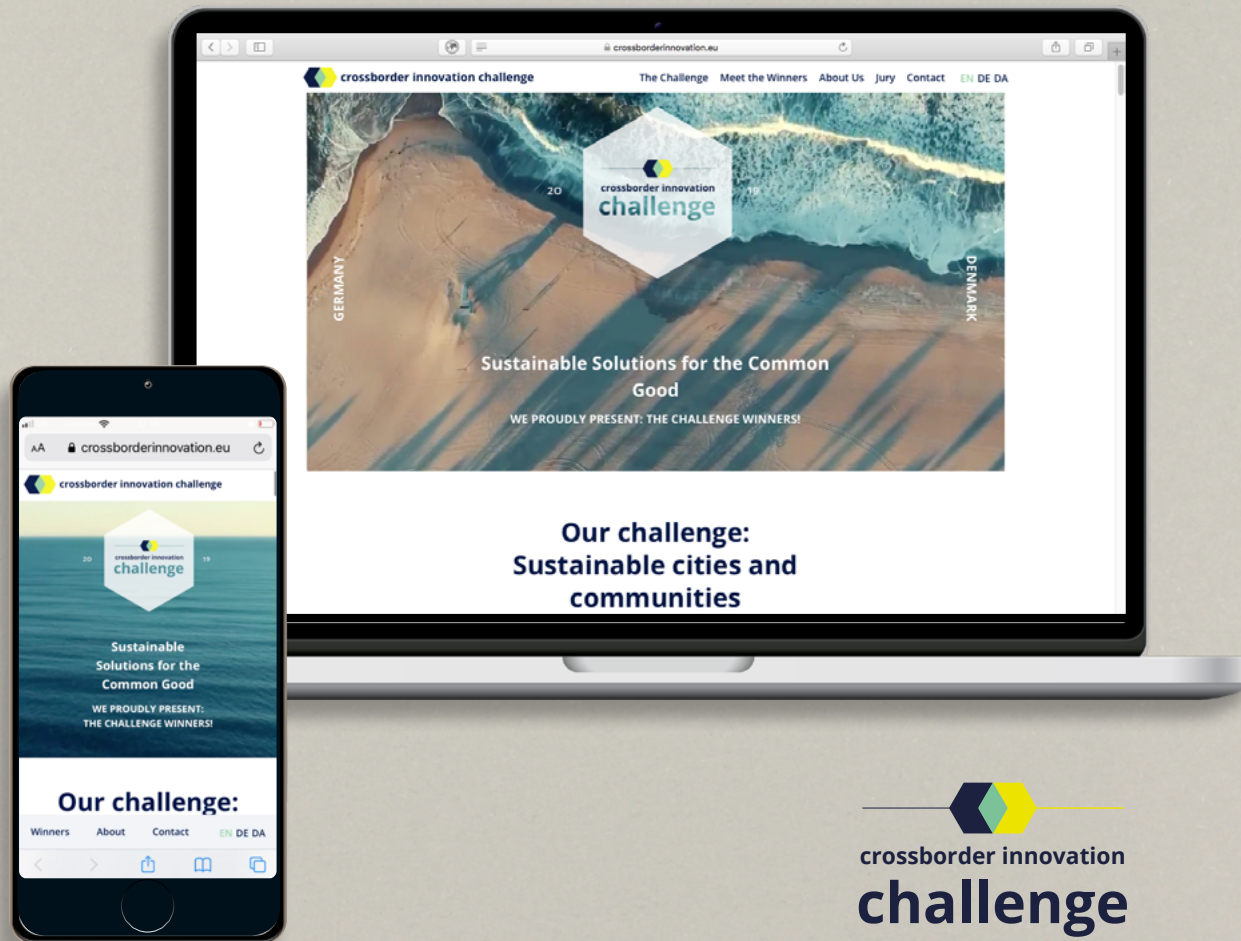 crossborderinnovation.eu
crossborder innovation challenge
The Challenge Meet the Winners About Us Jury Contact EN DE DA
20 19
crossborder innovation
challenge
GERMANY
DENMARK
Sustainable Solutions for the Common
Good
WE PROUDLY PRESENT: THE CHALLENGE WINNERS!
Our challenge:
Sustainable cities and
communities
AA crossborderinnovation.eu
crossborder innovation challenge
20 19
crossborder innovation
challenge
Sustainable
Solutions for the
Common Good
WE PROUDLY PRESENT:
THE CHALLENGE WINNERS!
Our challenge:
Winners About Contact EN DE DA
crossborder innovation
challenge